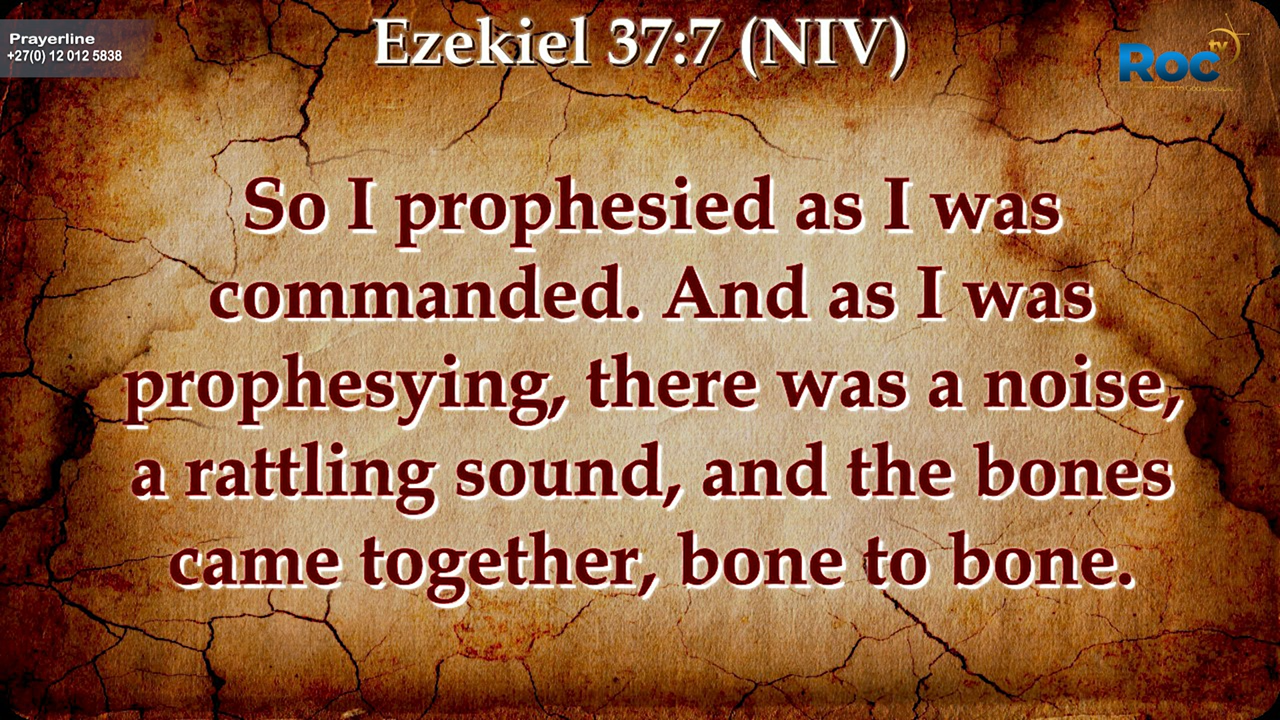 Prayerline
+27(0) 12 012 5838
Ezekiel 37:7 (NIV)
Roc tv
So I prophesied as I was
commanded. And as I was
prophesying, there was a noise,
a rattling sound, and the bones
came together, bone to bone.